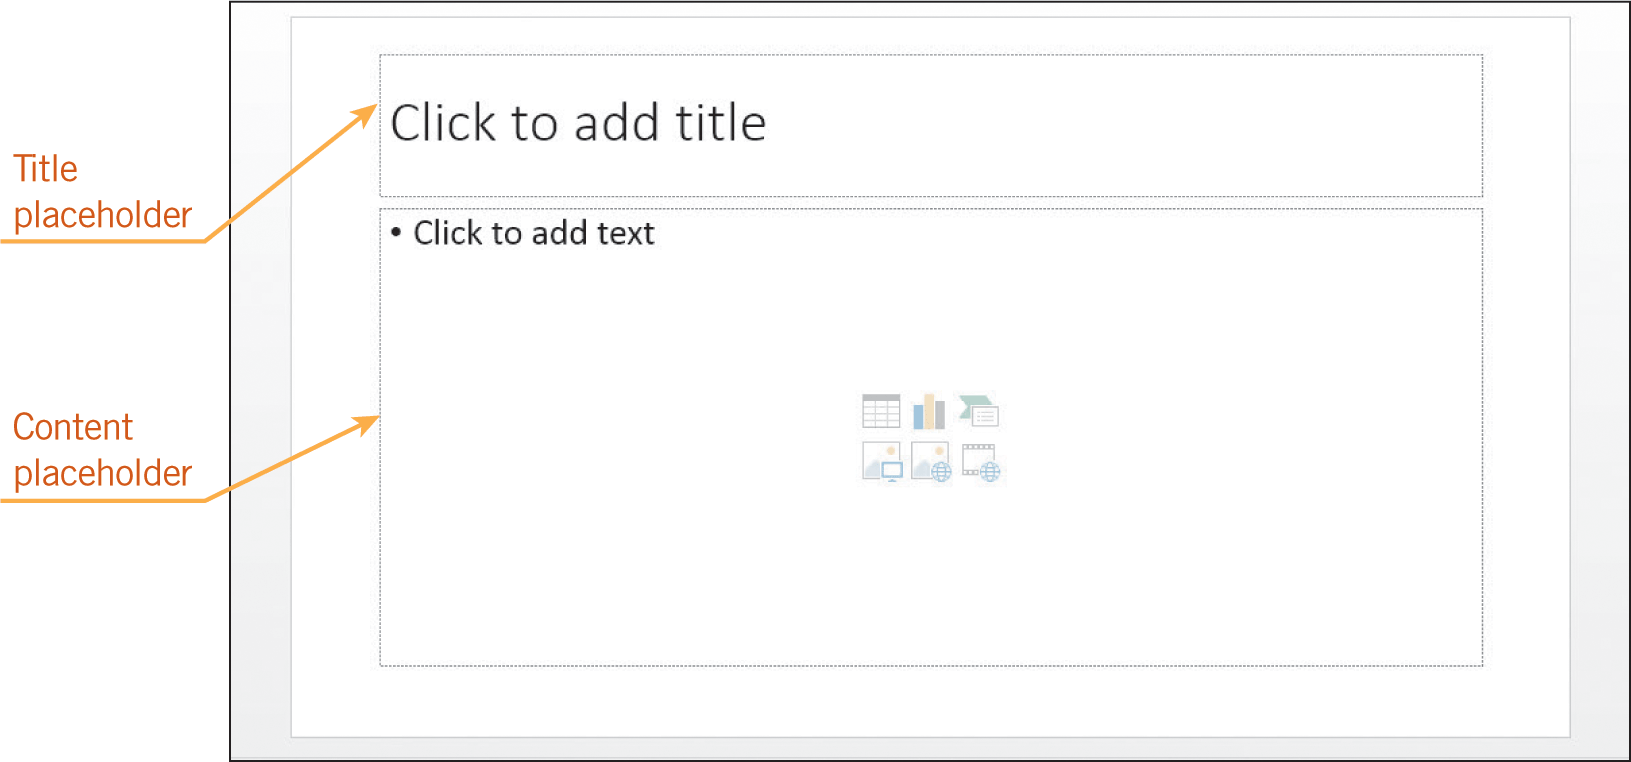 Click to add title
Title
placeholder
• Click to add text
Content
placeholder